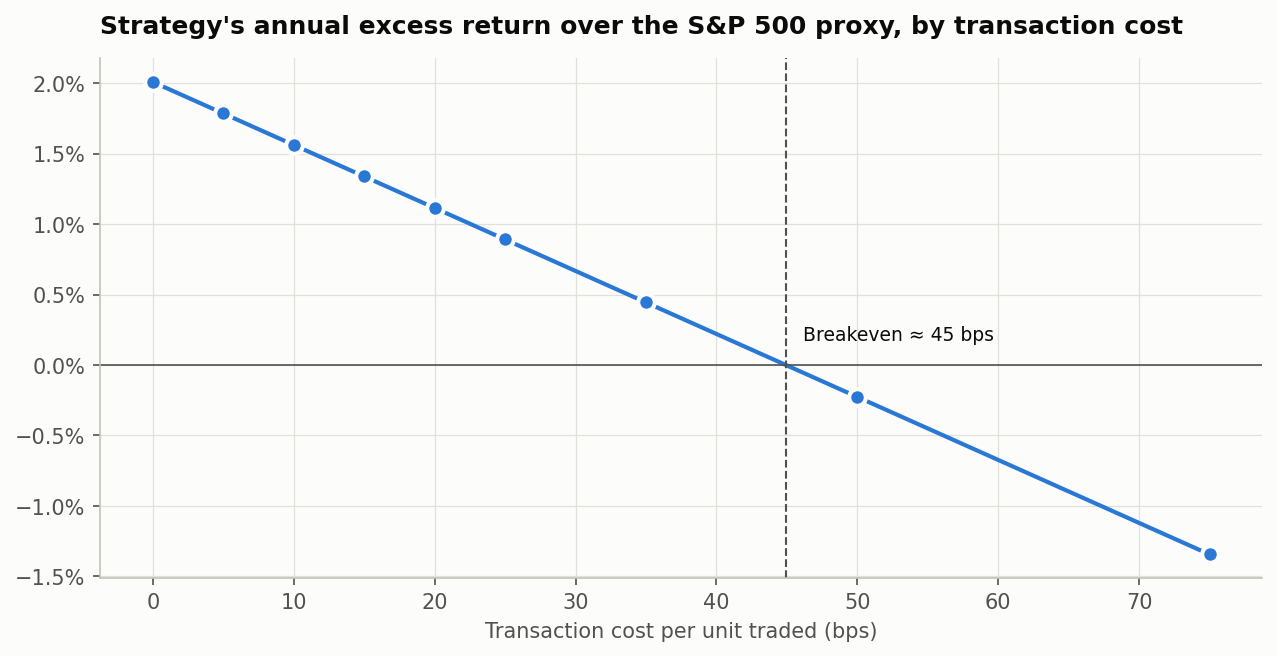 Strategy's annual excess return over the S&P 500 proxy, by transaction cost
2.0%
1.5%
1.0%
0.5%
Breakeven ≈ 45 bps
0.0%
−0.5%
−1.0%
−1.5%
0 10 20 30 40 50 60 70
Transaction cost per unit traded (bps)